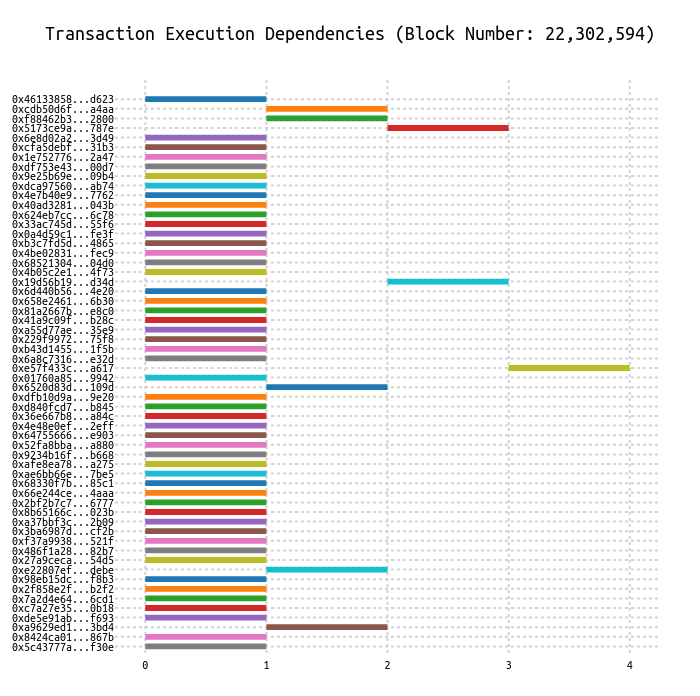 Transaction Execution Dependencies (Block Number: 22,302,594)
0x46133858...d623
0xcdb50d6f...a4aa
0xf88462b3...2800
0x5173ce9a...787e
0x6e8d02a2...3d49
0xcfa5debf...31b3
0x1e752776...2a47
0xdf753e43...00d7
0x9e25b69e...09b4
0xdca97560...ab74
0x4e7b40e9...7762
0x40ad3281...043b
0x624eb7cc...6c78
0x33ac745d...55f6
0x0a4d59c1...fe3f
0xb3c7fd5d...4865
0x4be02831...fec9
0x68521304...04d0
0x4b05c2e1...4f73
0x19d56b19...d34d
0x6d440b56...4e20
0x658e2461...6b30
0x81a2667b...e8c0
0x41a9c09f...b28c
0xa55d77ae...35e9
0x229f9972...75f8
0xb43d1455...1f5b
0x6a8c7316...e32d
0xe57f433c...a617
0x01760a85...9942
0x6520d83d...109d
0xdfb10d9a...9e20
0xd840fcd7...b845
0x36e667b8...a84c
0x4e48e0ef...2eff
0x64755666...e903
0x52fa8bba...a880
0x9234b16f...b668
0xafe8ea78...a275
0xae6bb66e...7be5
0x68330f7b...85c1
0x66e244ce...4aaa
0x2bf2b7c7...6777
0x8b65166c...023b
0xa37bbf3c...2b09
0x3ba6987d...cf2b
0xf37a9938...521f
0x486f1a28...82b7
0x27a9ceca...54d5
0xe22807ef...debe
0x98eb15dc...f8b3
0x2f858e2f...b2f2
0x7a2d4e64...6cd1
0xc7a27e35...0b18
0xde5e91ab...f693
0xa9629ed1...3bd4
0x8424ca01...867b
0x5c43777a...f30e
0 1 2 3 4